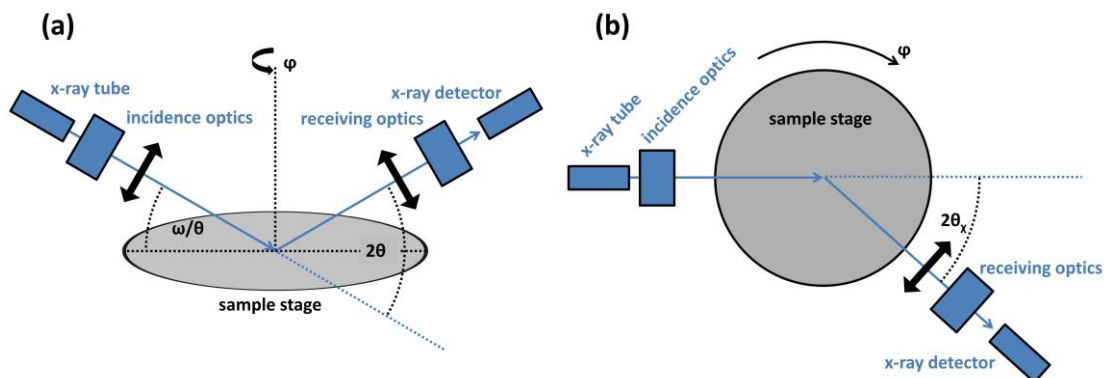 (a)
φ
x-ray tube
incidence optics
x-ray detector
receiving optics
ω/θ
2θ
sample stage
(b)
φ
x-ray tube
incidence optics
sample stage
2θx
receiving optics
x-ray detector